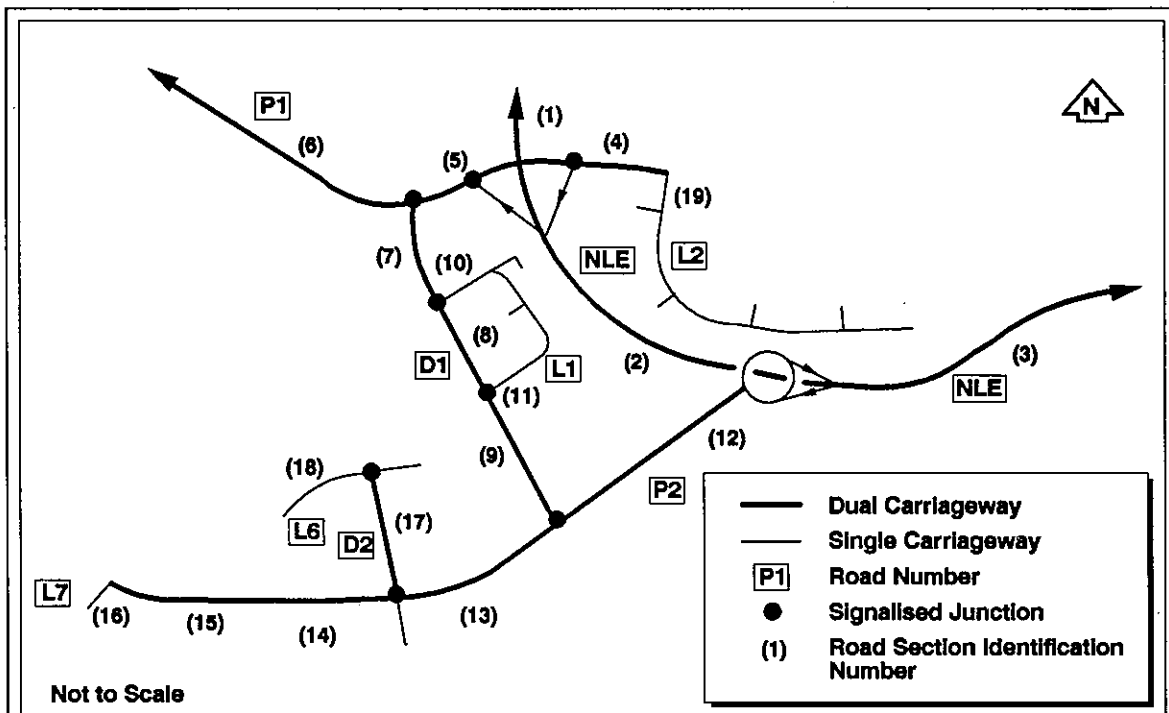 P1
(6)
(1)
(5)
(4)
N
(19)
(7)
(10)
NLE
L2
(8)
D1
L1
(2)
(3)
(11)
NLE
(9)
(12)
(18)
P2
L6
(17)
D2
L7
(16)
(15)
(14)
(13)
Not to Scale
Dual Carriageway
Single Carriageway
P1 Road Number
Signalised Junction
(1) Road Section Identification
Number